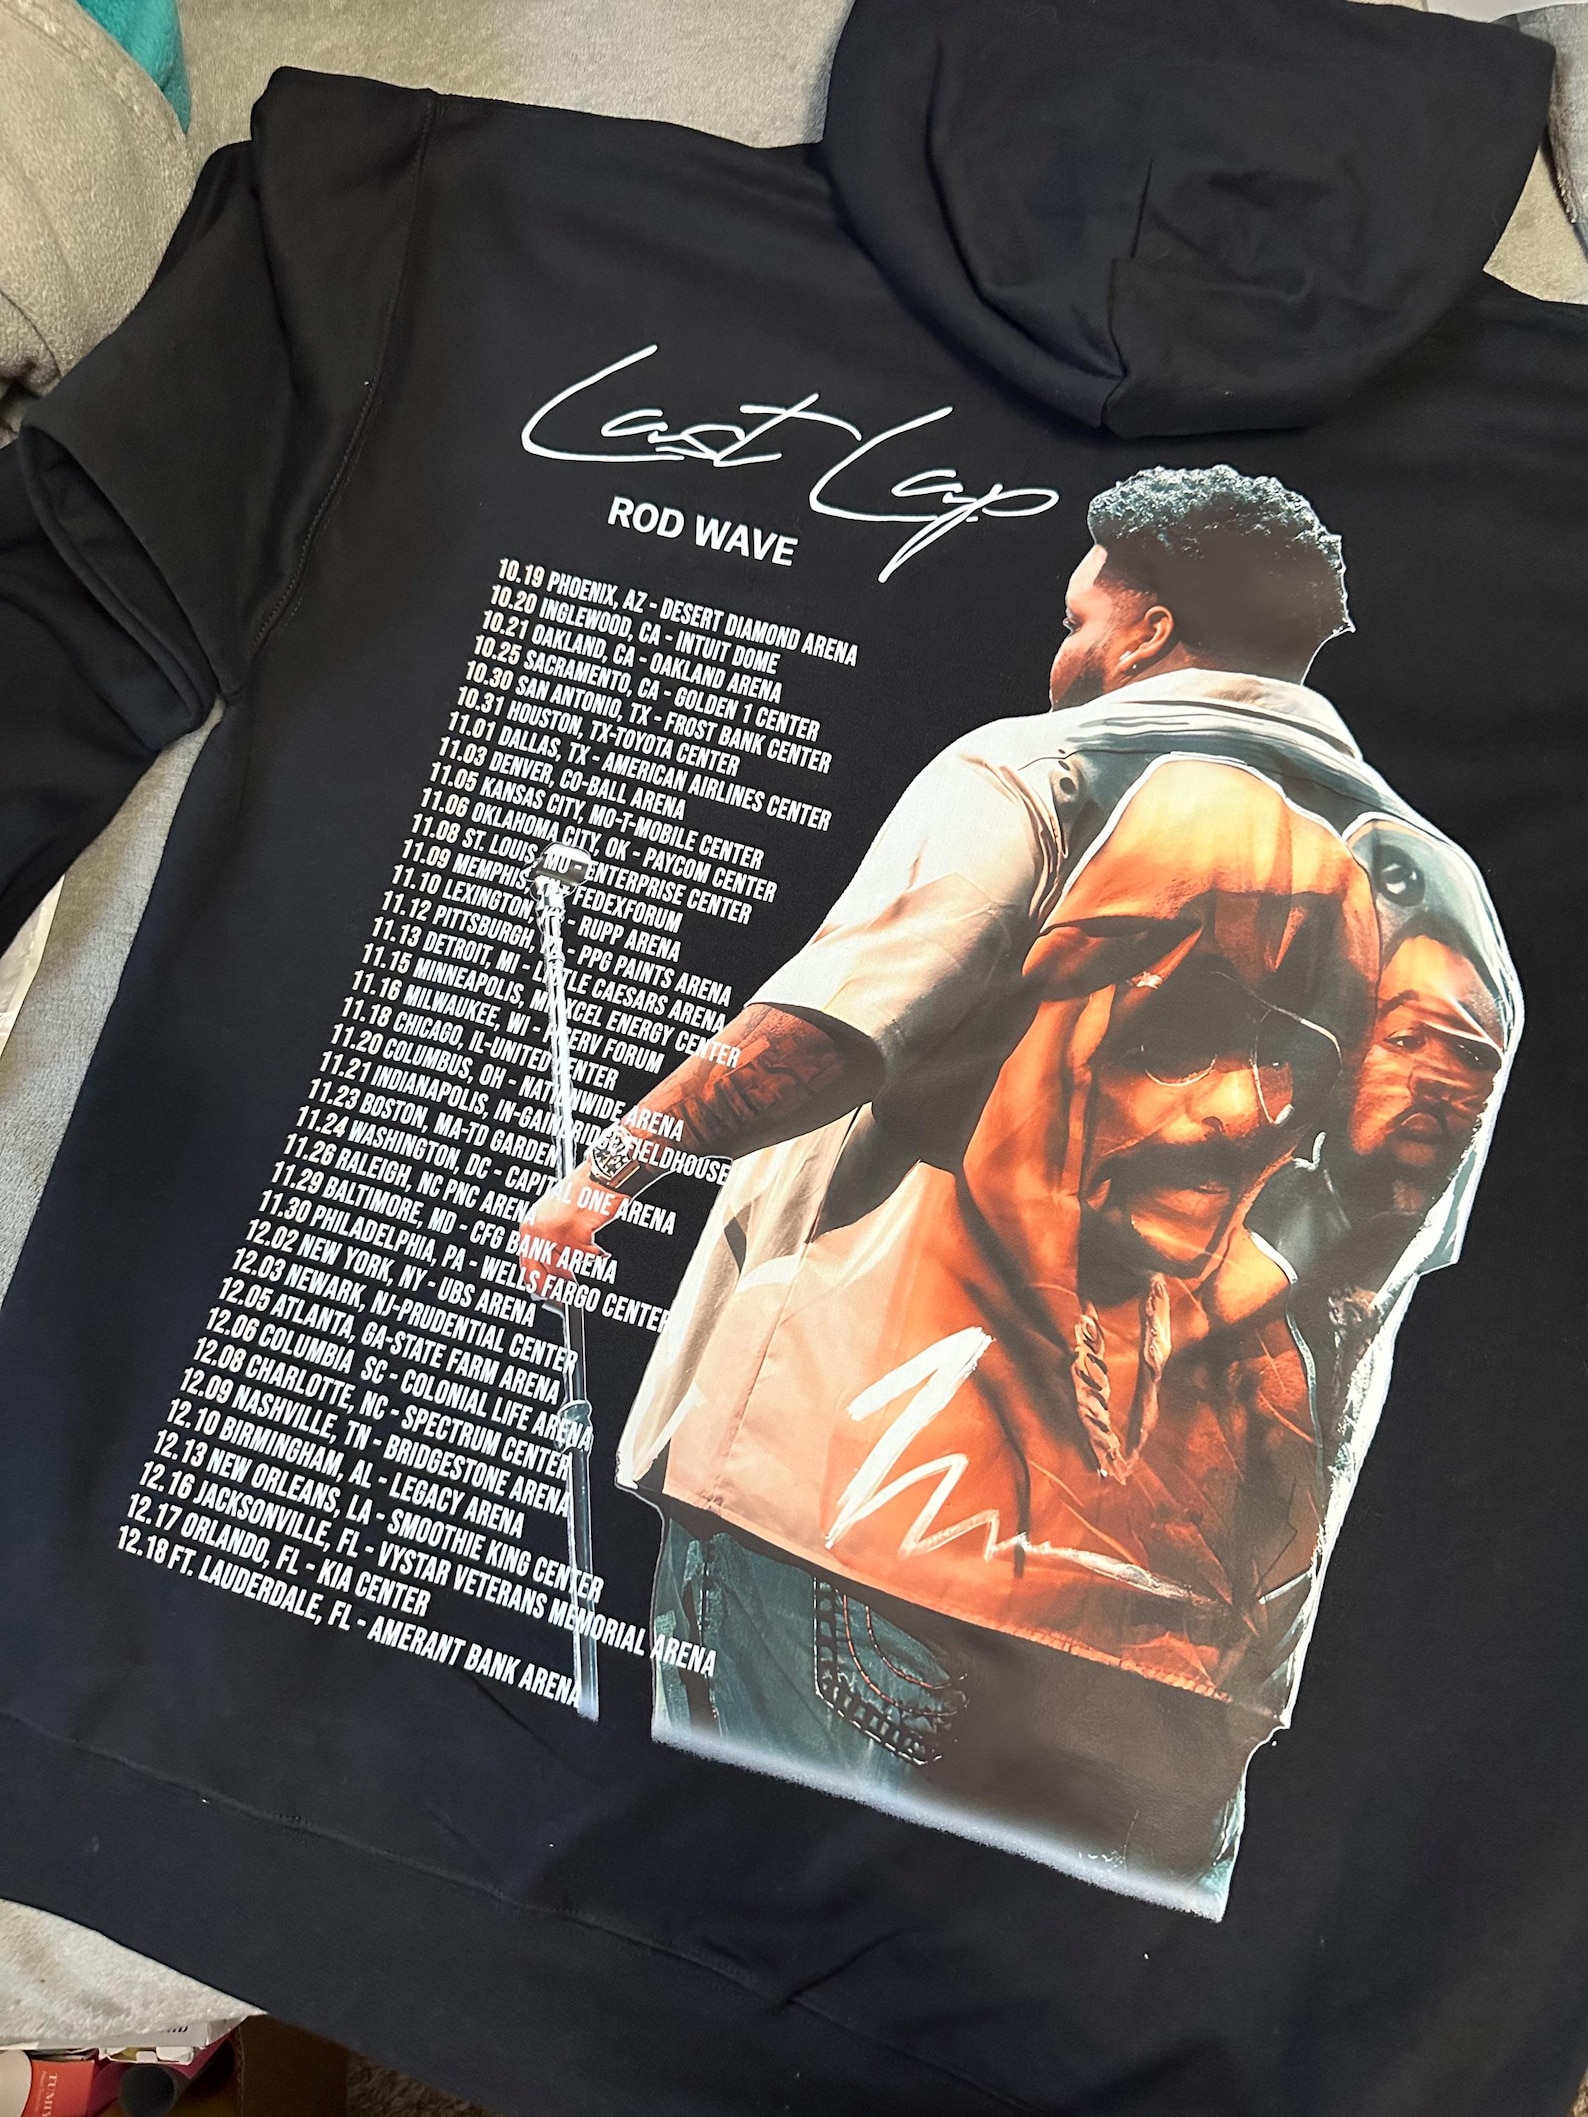 Last Lap
ROD WAVE
10.19 PHOENIX, AZ - DESERT DIAMOND ARENA
10.20 INGLEWOOD, CA - INTUIT DOME
10.21 OAKLAND, CA - OAKLAND ARENA
10.25 SACRAMENTO, CA - GOLDEN 1 CENTER
10.30 SAN ANTONIO, TX - FROST BANK CENTER
10.31 HOUSTON, TX-TOYOTA CENTER
11.01 DALLAS, TX - AMERICAN AIRLINES CENTER
11.03 DENVER, CO-BALL ARENA
11.05 KANSAS CITY, MO-T-MOBILE CENTER
11.06 OKLAHOMA CITY, OK - PAYCOM CENTER
11.08 ST. LOUIS, MO - ENTERPRISE CENTER
11.09 MEMPHIS, FEDEXFORUM
11.10 LEXINGTON, - RUPP ARENA
11.12 PITTSBURGH, - PPG PAINTS ARENA
11.13 DETROIT, MI - LITTLE CAESARS ARENA
11.15 MINNEAPOLIS, XCEL ENERGY CENTER
11.16 MILWAUKEE, WI - FISERV FORUM
11.18 CHICAGO, IL-UNITED CENTER
11.20 COLUMBUS, OH - NATIONWIDE ARENA
11.21 INDIANAPOLIS, IN-GAINBRIDGE FIELDHOUSE
11.23 BOSTON, MA-TD GARDEN
11.24 WASHINGTON, DC - CAPITAL ONE ARENA
11.26 RALEIGH, NC PNC ARENA
11.29 BALTIMORE, MD - CFG BANK ARENA
11.30 PHILADELPHIA, PA - WELLS FARGO CENTER
12.02 NEW YORK, NY - UBS ARENA
12.03 NEWARK, NJ-PRUDENTIAL CENTER
12.05 ATLANTA, GA-STATE FARM ARENA
12.06 COLUMBIA SC - COLONIAL LIFE ARENA
12.08 CHARLOTTE, NC - SPECTRUM CENTER
12.09 NASHVILLE, TN - BRIDGESTONE ARENA
12.10 BIRMINGHAM, AL - LEGACY ARENA
12.13 NEW ORLEANS, LA - SMOOTHIE KING CENTER
12.16 JACKSONVILLE, FL - VYSTAR VETERANS MEMORIAL ARENA
12.17 ORLANDO, FL - KIA CENTER
12.18 FT. LAUDERDALE, FL - AMERANT BANK ARENA